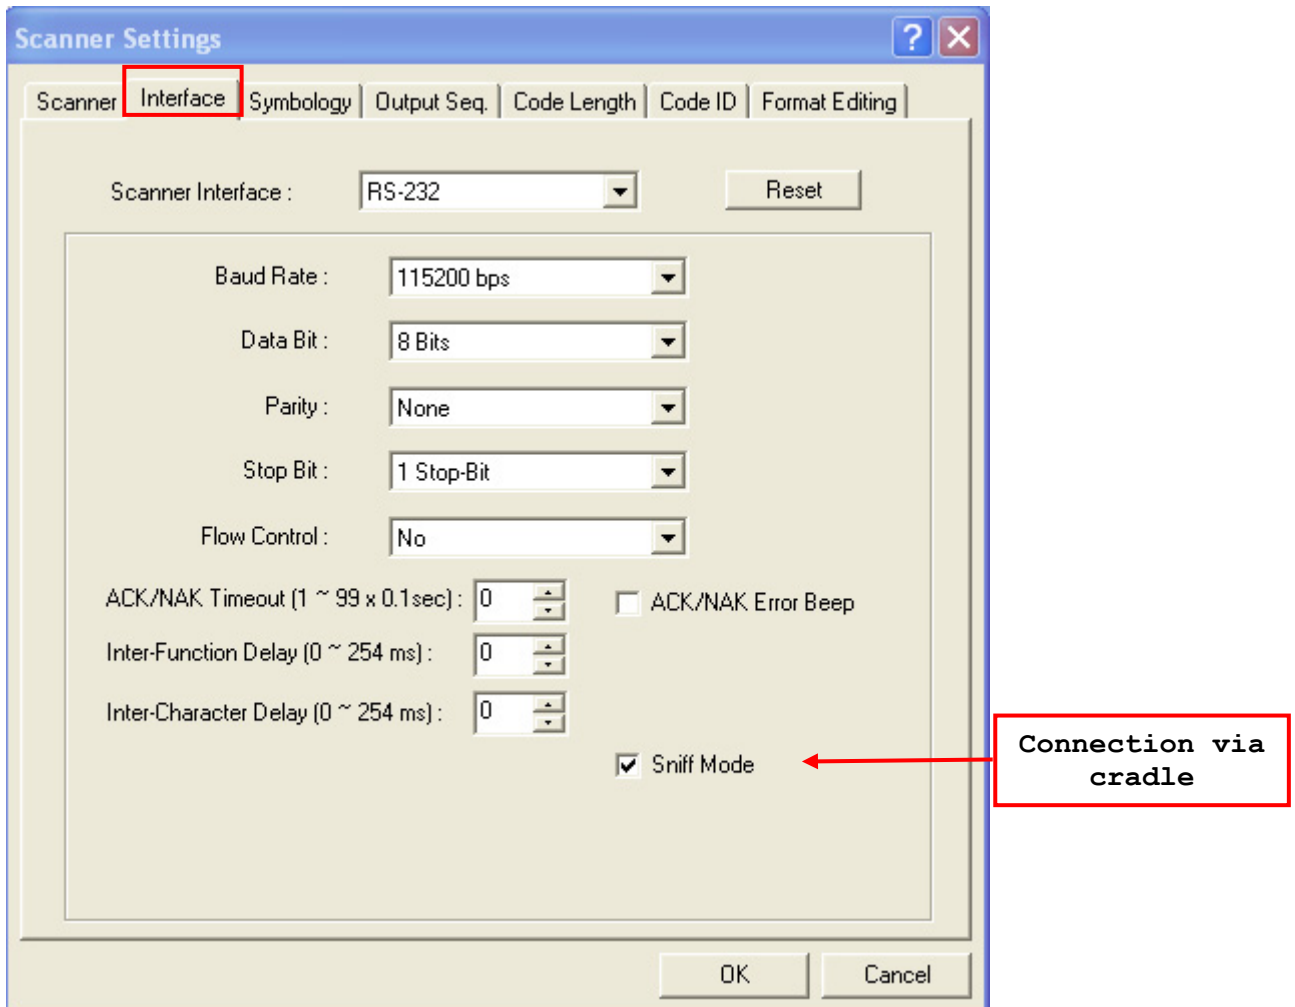 Scanner Settings
Scanner Interface Symbology Output Seq. Code Length Code ID Format Editing
Scanner Interface : RS-232 Reset
Baud Rate : 115200 bps
Data Bit : 8 Bits
Parity : None
Stop Bit : 1 Stop-Bit
Flow Control : No
ACK/NAK Timeout (1 ~ 99 x 0.1sec) : 0 ACK/NAK Error Beep
Inter-Function Delay (0 ~ 254 ms) : 0
Inter-Character Delay (0 ~ 254 ms) : 0
Sniff Mode
Connection via
cradle
OK Cancel